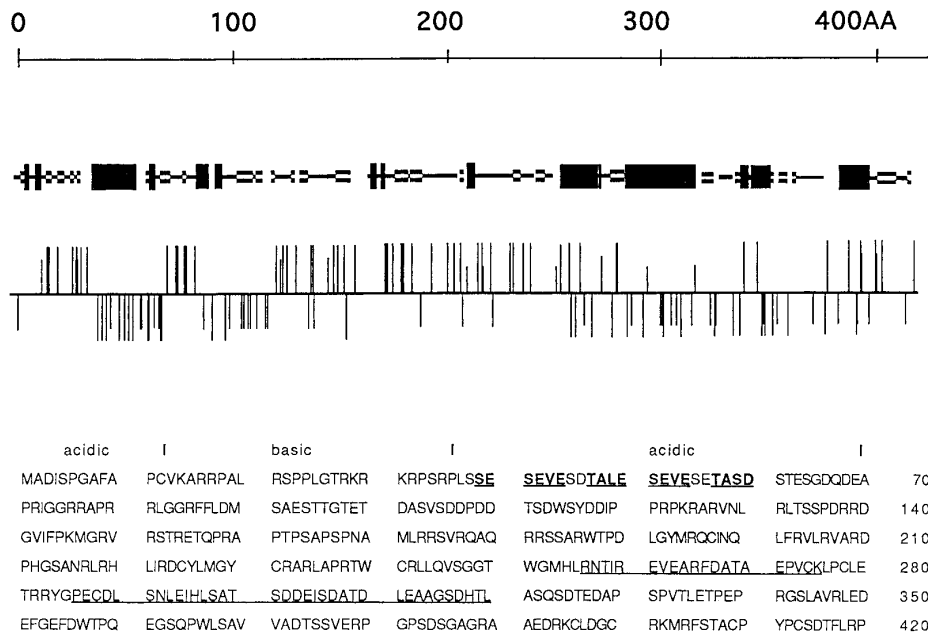 0 100 200 300 400AA
acidic I basic I acidic I
MADISPGAFA PCVKARRPAL RSPPLGTRKR KRPSRPLSSE SEVESDTALE SEVESETASD STESGDQDEA 70
PRIGGRRAPR RLGGRFFLDM SAESTTGTET DASVSDDPDD TSDWSYDDIP PRPKRARVNL RLTSSPDRRD 140
GVIFPKMGRV RSTRETQPRA PTPSAPSPNA MLRRSVRQAQ RRSSARWTPD LGYMRQCINQ LFRVLRVARD 210
PHGSANRLRH LIRDCYLMGY CRARLAPRTW CRLLQVSGGT WGMHLRNTIR EVEARFDATA EPVCKLPCLE 280
TRRYGPECDL SNLEIHLSAT SDDEISDATD LEAAGSDHTL ASQSDTEDAP SPVTLETPEP RGSLAVRLED 350
EFGEFDWTPQ EGSQPWLSAV VADTSSVERP GPSDSGAGRA AEDRKCLDGC RKMRFSTACP YPCSDTFLRP 420